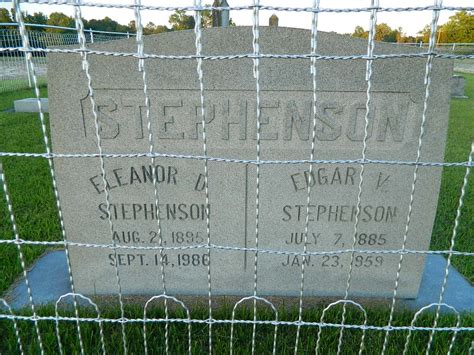 STEPHENSON
ELEANOR D.
STEPHENSON
AUG. 2, 1895
SEPT. 14, 1986
EDGAR V.
STEPHENSON
JULY 7, 1885
JAN. 23, 1959